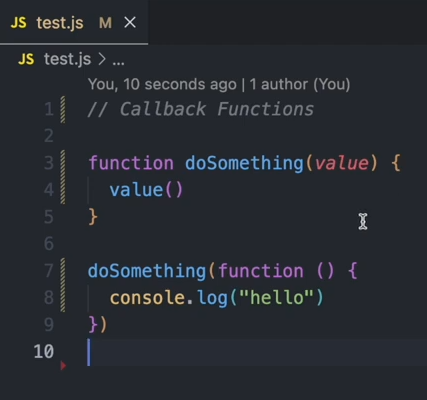 JS test.js M ×
JS test.js > ...
You, 10 seconds ago | 1 author (You)
1 // Callback Functions
2
3 function doSomething(value) {
4   value()
5 }
6
7 doSomething(function () {
8   console.log("hello")
9 })
10